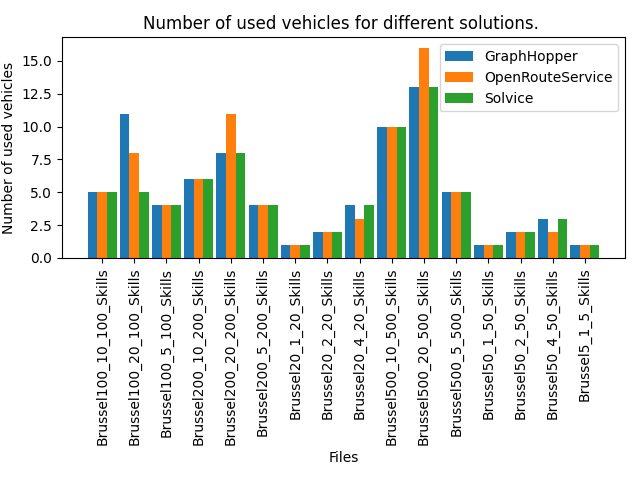 Number of used vehicles for different solutions.
GraphHopper
OpenRouteService
Solvice
Number of used vehicles
15.0
12.5
10.0
7.5
5.0
2.5
0.0
Brussel100_10_100_Skills
Brussel100_20_100_Skills
Brussel100_5_100_Skills
Brussel200_10_200_Skills
Brussel200_20_200_Skills
Brussel200_5_200_Skills
Brussel20_1_20_Skills
Brussel20_2_20_Skills
Brussel20_4_20_Skills
Brussel500_10_500_Skills
Brussel500_20_500_Skills
Brussel500_5_500_Skills
Brussel50_1_50_Skills
Brussel50_2_50_Skills
Brussel50_4_50_Skills
Brussel5_1_5_Skills
Files